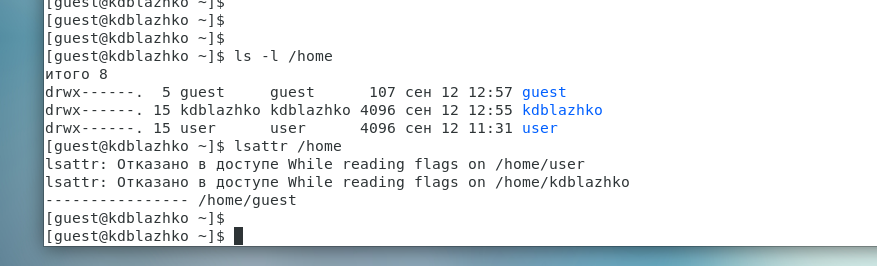 [guest@kdblazhko ~]$
[guest@kdblazhko ~]$
[guest@kdblazhko ~]$
[guest@kdblazhko ~]$ ls -l /home
итого 8
drwx------.  5 guest     guest      107 сен 12 12:57 guest
drwx------. 15 kdblazhko kdblazhko 4096 сен 12 12:55 kdblazhko
drwx------. 15 user      user      4096 сен 12 11:31 user
[guest@kdblazhko ~]$ lsattr /home
lsattr: Отказано в доступе While reading flags on /home/user
lsattr: Отказано в доступе While reading flags on /home/kdblazhko
---------------- /home/guest
[guest@kdblazhko ~]$
[guest@kdblazhko ~]$